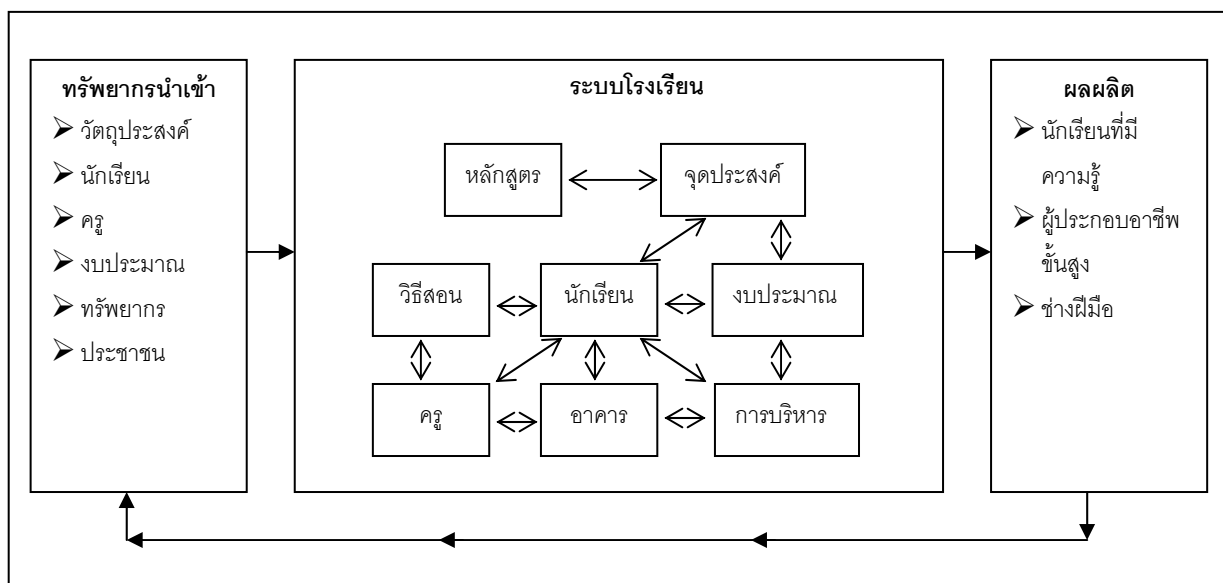 ทรัพยากรนำเข้า
วัตถุประสงค์
นักเรียน
ครู
งบประมาณ
ทรัพยากร
ประชาชน
ระบบโรงเรียน
หลักสูตร
จุดประสงค์
วิธีสอน
นักเรียน
งบประมาณ
ครู
อาคาร
การบริหาร
ผลผลิต
นักเรียนที่มี
ความรู้
ผู้ประกอบอาชีพ
ขั้นสูง
ช่างฝีมือ